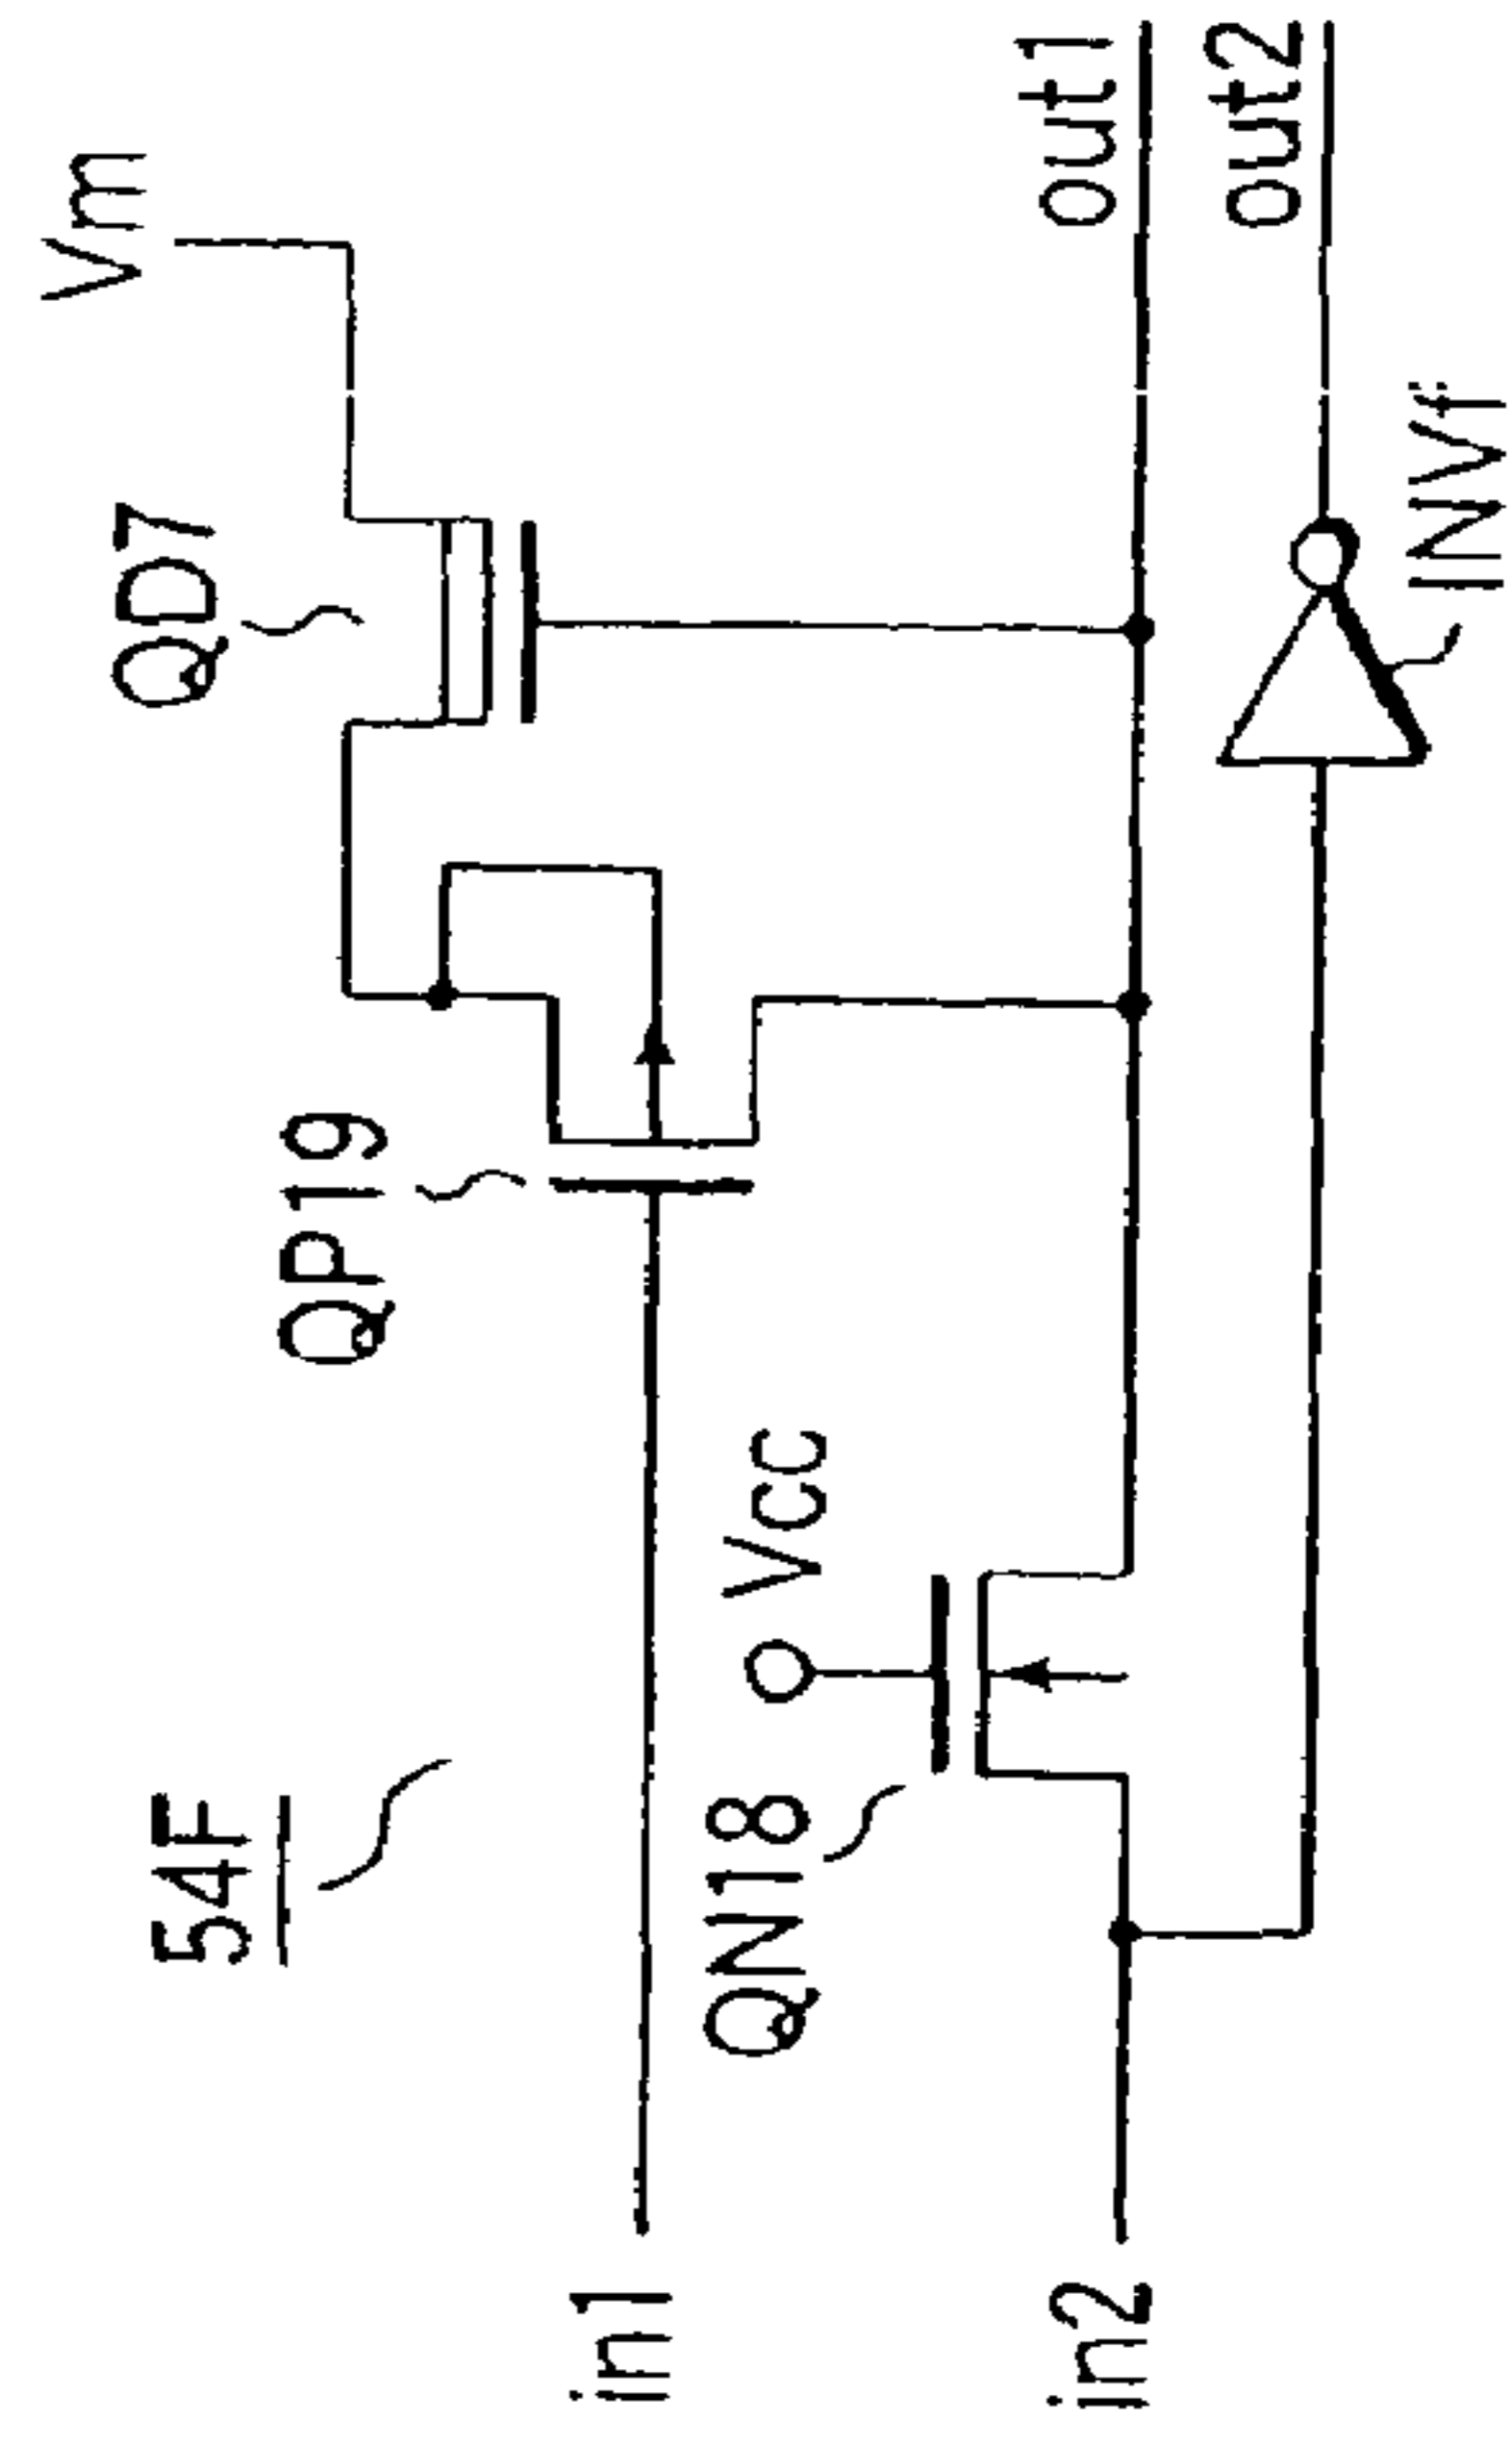 54F
Vm
QD7
QP19
in1
Vcc
QN18
in2
out1
out2
INVf